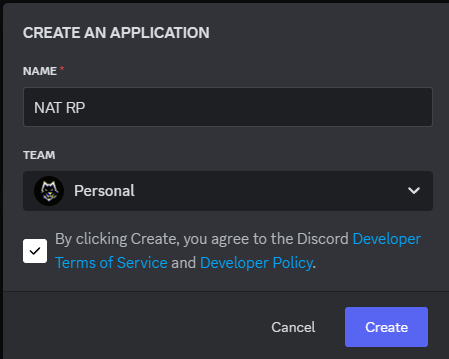 CREATE AN APPLICATION
NAME *
NAT RP
TEAM
Personal
By clicking Create, you agree to the Discord Developer
Terms of Service and Developer Policy.
Cancel
Create